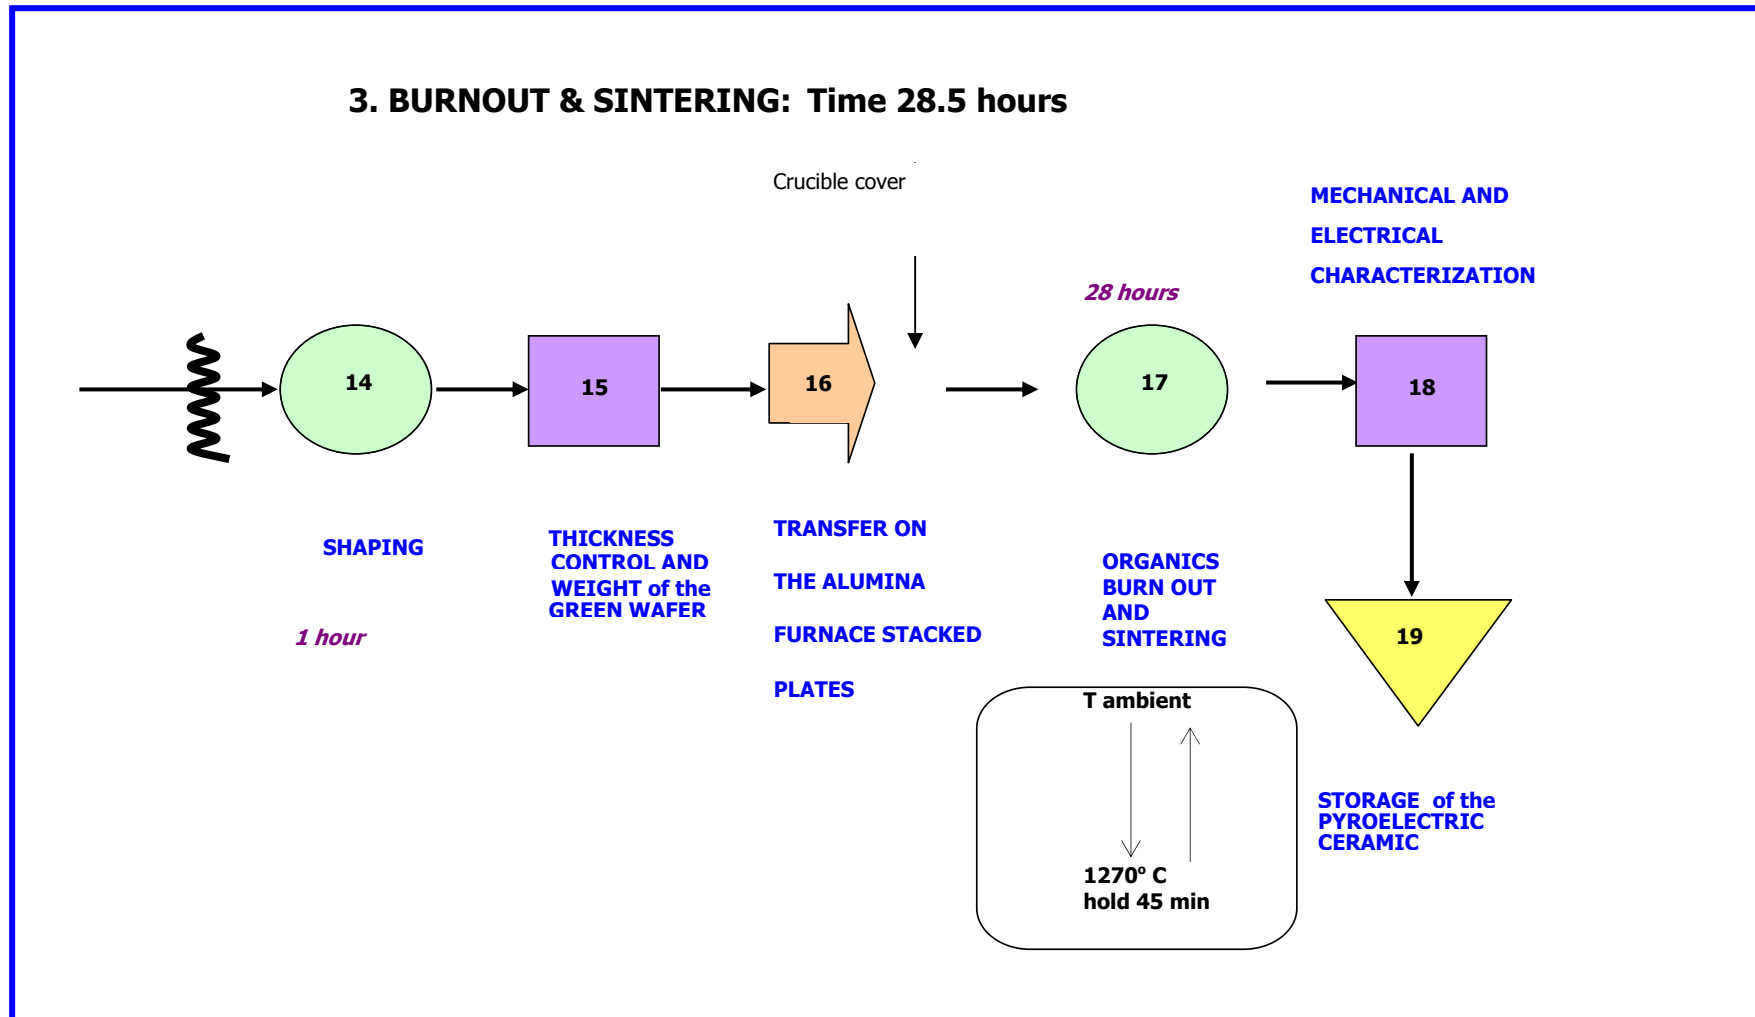 3. BURNOUT & SINTERING:  Time 28.5 hours
Crucible cover
MECHANICAL AND
ELECTRICAL
CHARACTERIZATION
28 hours
14
15
16
17
18
SHAPING
1 hour
THICKNESS
CONTROL AND
WEIGHT of the
GREEN WAFER
TRANSFER ON
THE ALUMINA
FURNACE STACKED
PLATES
ORGANICS
BURN OUT
AND
SINTERING
19
T ambient
1270° C
hold 45 min
STORAGE  of the
PYROELECTRIC
CERAMIC